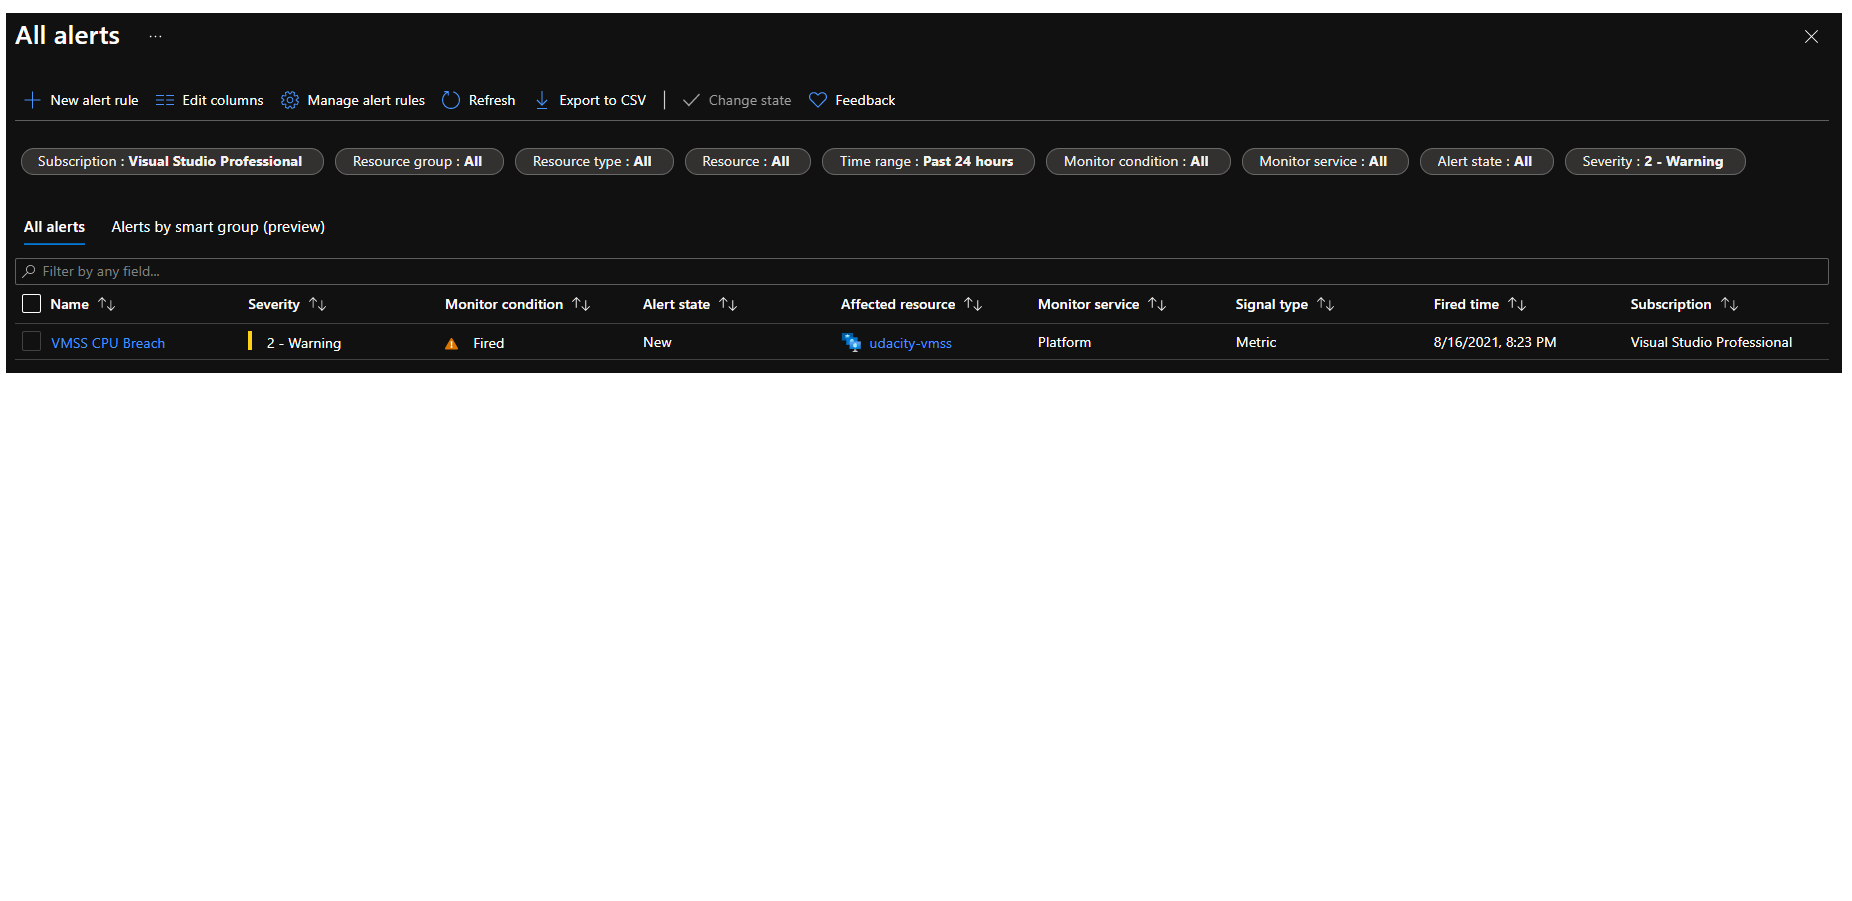 All alerts ...
New alert rule Edit columns Manage alert rules Refresh Export to CSV Change state Feedback
Subscription : Visual Studio Professional Resource group : All Resource type : All Resource : All Time range : Past 24 hours Monitor condition : All Monitor service : All Alert state : All Severity : 2 - Warning
All alerts Alerts by smart group (preview)
Filter by any field...
Name Severity Monitor condition Alert state Affected resource Monitor service Signal type Fired time Subscription
VMSS CPU Breach 2 - Warning Fired New udacity-vmss Platform Metric 8/16/2021, 8:23 PM Visual Studio Professional